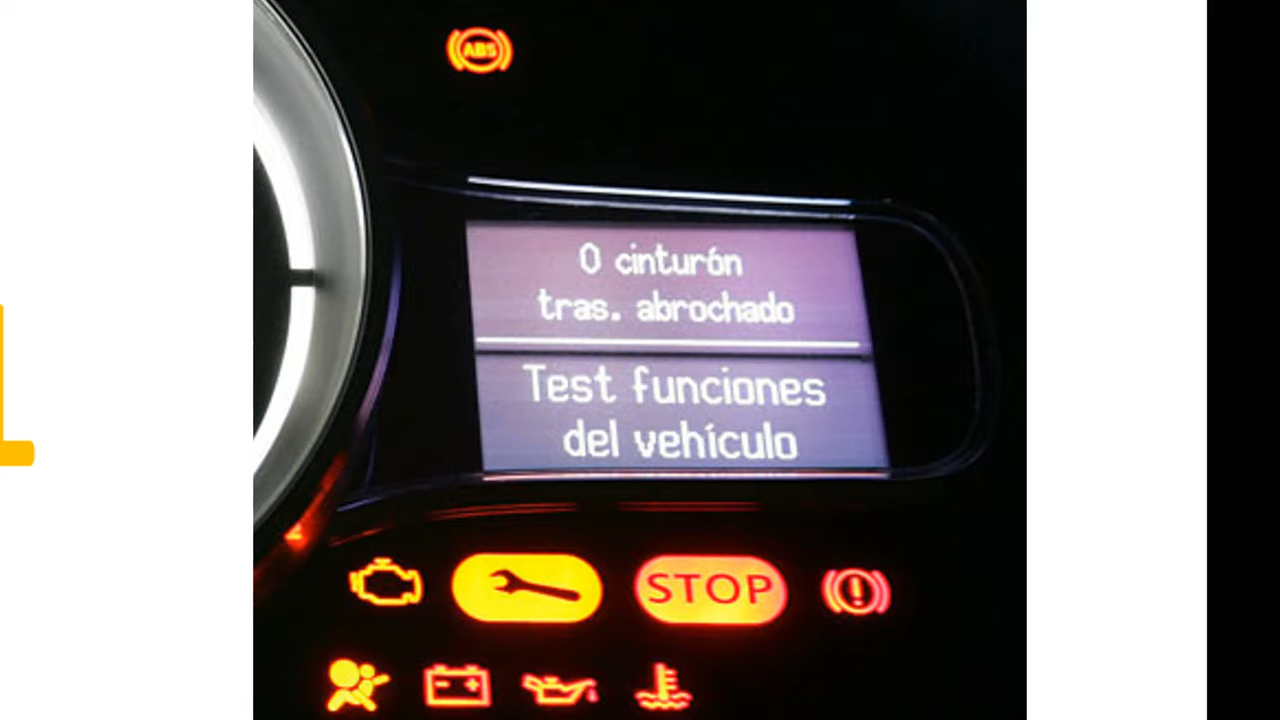 ABS
0 cinturón
tras. abrochado
Test funciones
del vehículo
STOP